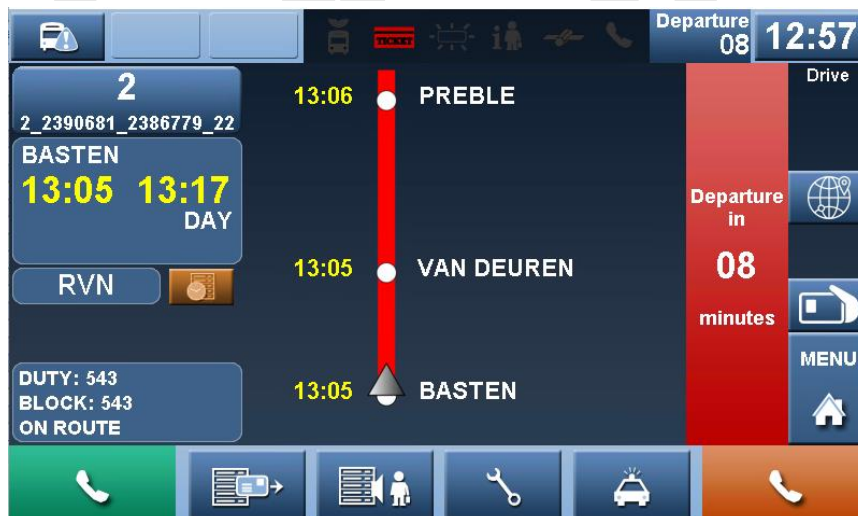 Departure
08
12:57
2
2_2390681_2386779_22
BASTEN
13:05 13:17
DAY
RVN
DUTY: 543
BLOCK: 543
ON ROUTE
TICKET
13:06 PREBLE
13:05 VAN DEUREN
13:05 BASTEN
Departure
in
08
minutes
Drive
MENU